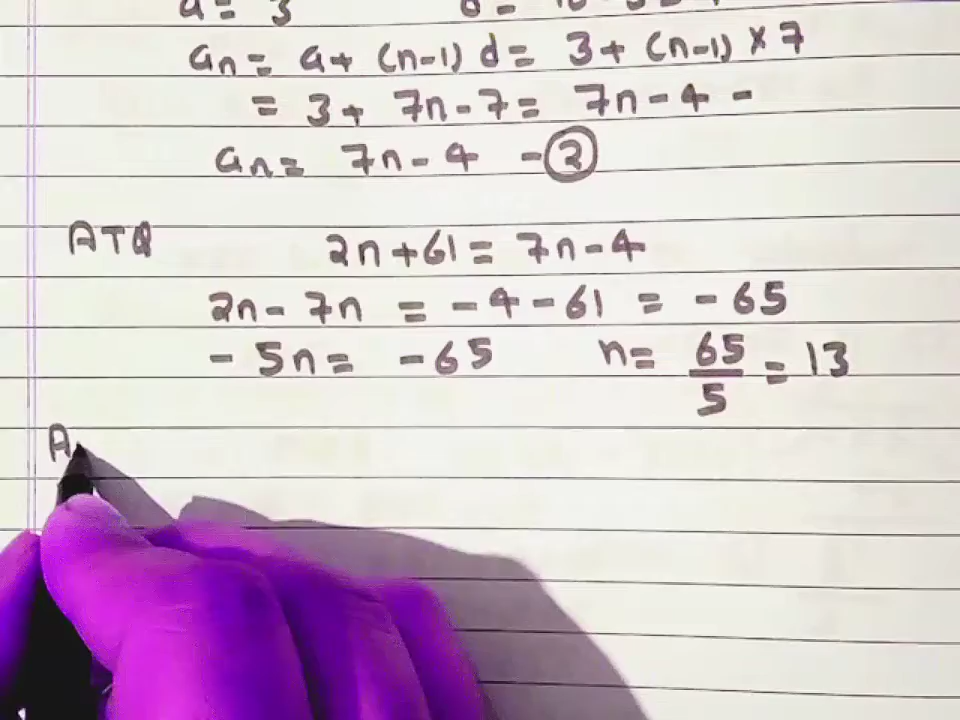 a = 3
an = a + (n-1) d = 3 + (n-1) × 7
= 3 + 7n - 7 = 7n - 4 -
an = 7n - 4 - ②
ATQ 2n + 61 = 7n - 4
2n - 7n = -4 - 61 = -65
- 5n = -65 n = 65/5 = 13
A